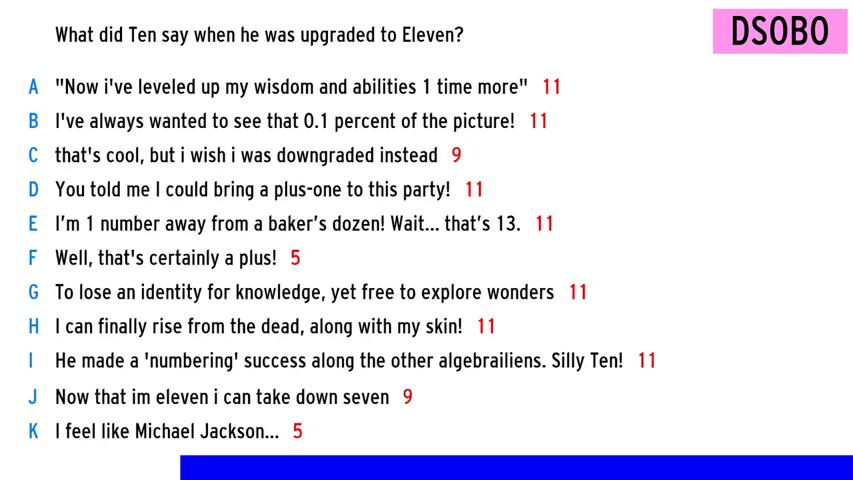 What did Ten say when he was upgraded to Eleven?
DSOBO
A "Now i've leveled up my wisdom and abilities 1 time more" 11
B I've always wanted to see that 0.1 percent of the picture! 11
C that's cool, but i wish i was downgraded instead 9
D You told me I could bring a plus-one to this party! 11
E I’m 1 number away from a baker’s dozen! Wait... that’s 13. 11
F Well, that's certainly a plus! 5
G To lose an identity for knowledge, yet free to explore wonders 11
H I can finally rise from the dead, along with my skin! 11
I He made a 'numbering' success along the other algebrailiens. Silly Ten! 11
J Now that im eleven i can take down seven 9
K I feel like Michael Jackson... 5